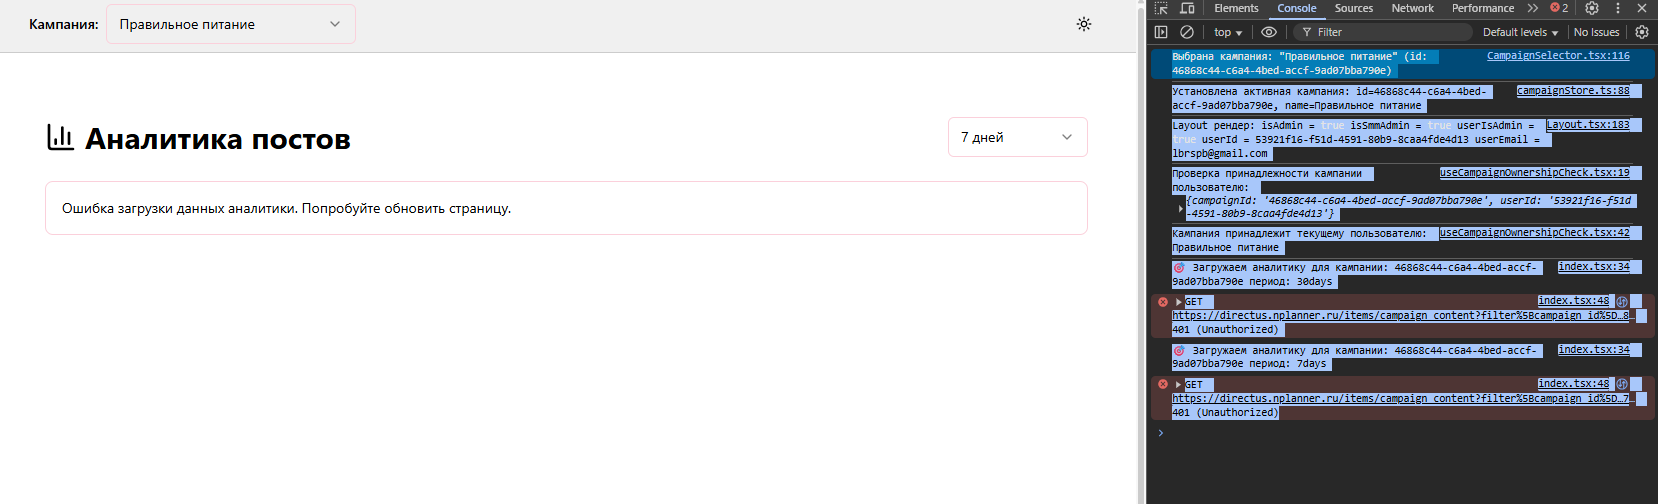 Кампания:
Правильное питание
Аналитика постов
7 дней
Ошибка загрузки данных аналитики. Попробуйте обновить страницу.
Elements Console Sources Network Performance 2
top Filter Default levels No Issues
Выбрана кампания: "Правильное питание" (id: CampaignSelector.tsx:116
46868c44-c6a4-4bed-accf-9ad07bba790e)
Установлена активная кампания: id=46868c44-c6a4-4bed- campaignStore.ts:88
accf-9ad07bba790e, name=Правильное питание
Layout рендер: isAdmin = true isSmmAdmin = true userIsAdmin = Layout.tsx:183
true userId = 53921f16-f51d-4591-80b9-8caa4fde4d13 userEmail =
lbrspb@gmail.com
Проверка принадлежности кампании useCampaignOwnershipCheck.tsx:19
пользователю:
{campaignId: '46868c44-c6a4-4bed-accf-9ad07bba790e', userId: '53921f16-f51d
-4591-80b9-8caa4fde4d13'}
Кампания принадлежит текущему пользователю: useCampaignOwnershipCheck.tsx:42
Правильное питание
🎯 Загружаем аналитику для кампании: 46868c44-c6a4-4bed-accf- index.tsx:34
9ad07bba790e период: 30days
GET index.tsx:48
https://directus.nplanner.ru/items/campaign_content?filter%5Bcampaign_id%5D…8…
401 (Unauthorized)
🎯 Загружаем аналитику для кампании: 46868c44-c6a4-4bed-accf- index.tsx:34
9ad07bba790e период: 7days
GET index.tsx:48
https://directus.nplanner.ru/items/campaign_content?filter%5Bcampaign_id%5D…7…
401 (Unauthorized)